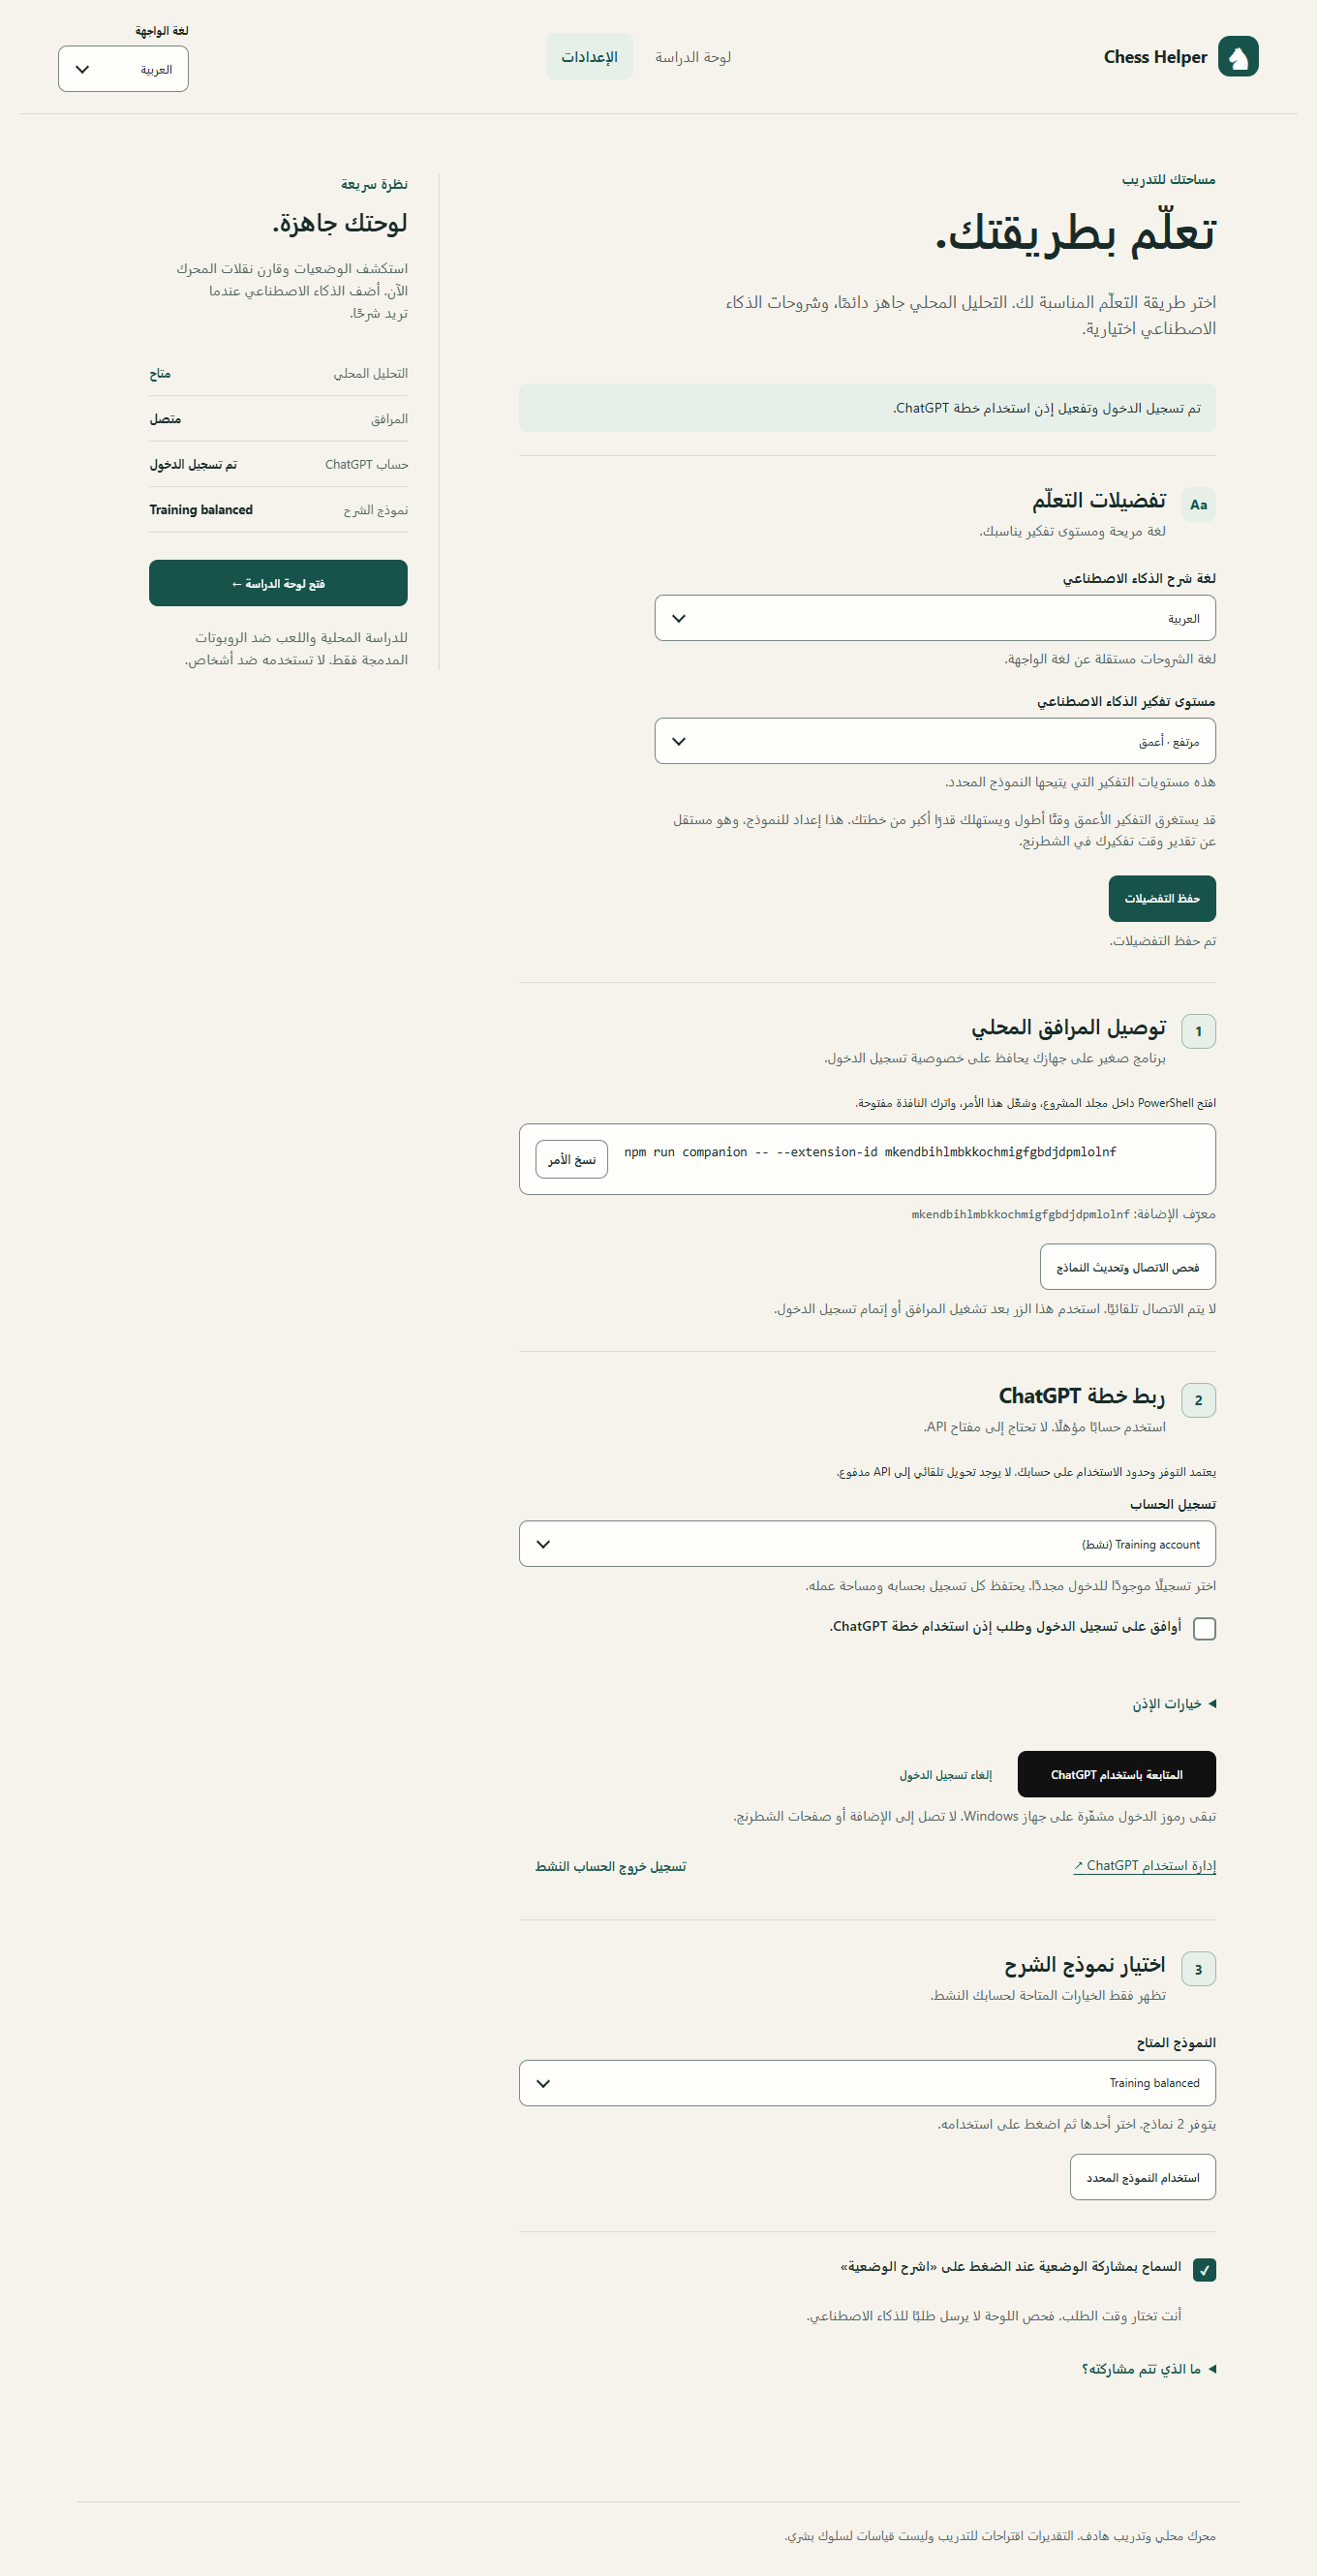 Chess Helper
لوحة الدراسة
الإعدادات
لغة الواجهة
العربية
مساحتك للتدريب
تعلّم بطريقتك.
اختر طريقة التعلّم المناسبة لك. التحليل المحلي جاهز دائمًا، وشروحات الذكاء
الاصطناعي اختيارية.
تم تسجيل الدخول وتفعيل إذن استخدام خطة ChatGPT.
Aa
تفضيلات التعلّم
لغة مريحة ومستوى تفكير يناسبك.
لغة شرح الذكاء الاصطناعي
العربية
لغة الشروحات مستقلة عن لغة الواجهة.
مستوى تفكير الذكاء الاصطناعي
مرتفع · أعمق
هذه مستويات التفكير التي يتيحها النموذج المحدد.
قد يستغرق التفكير الأعمق وقتًا أطول ويستهلك قدرًا أكبر من خطتك. هذا إعداد للنموذج، وهو مستقل
عن تقدير وقت تفكيرك في الشطرنج.
حفظ التفضيلات
تم حفظ التفضيلات.
1
توصيل المرافق المحلي
برنامج صغير على جهازك يحافظ على خصوصية تسجيل الدخول.
افتح PowerShell داخل مجلد المشروع، وشغّل هذا الأمر، واترك النافذة مفتوحة.
npm run companion -- --extension-id mkendbihlmbkkochmigfgbdjdpmlolnf
نسخ الأمر
معرّف الإضافة: mkendbihlmbkkochmigfgbdjdpmlolnf
فحص الاتصال وتحديث النماذج
لا يتم الاتصال تلقائيًا. استخدم هذا الزر بعد تشغيل المرافق أو إتمام تسجيل الدخول.
2
ربط خطة ChatGPT
استخدم حسابًا مؤهلًا. لا تحتاج إلى مفتاح API.
يعتمد التوفر وحدود الاستخدام على حسابك. لا يوجد تحويل تلقائي إلى API مدفوع.
تسجيل الحساب
Training account (نشط)
اختر تسجيلًا موجودًا للدخول مجددًا. يحتفظ كل تسجيل بحسابه ومساحة عمله.
أوافق على تسجيل الدخول وطلب إذن استخدام خطة ChatGPT.
خيارات الإذن
المتابعة باستخدام ChatGPT
إلغاء تسجيل الدخول
تبقى رموز الدخول مشفّرة على جهاز Windows. لا تصل إلى الإضافة أو صفحات الشطرنج.
إدارة استخدام ChatGPT ↗
تسجيل خروج الحساب النشط
3
اختيار نموذج الشرح
تظهر فقط الخيارات المتاحة لحسابك النشط.
النموذج المتاح
Training balanced
يتوفر 2 نماذج. اختر أحدها ثم اضغط على استخدامه.
استخدام النموذج المحدد
السماح بمشاركة الوضعية عند الضغط على «اشرح الوضعية»
أنت تختار وقت الطلب. فحص اللوحة لا يرسل طلبًا للذكاء الاصطناعي.
ما الذي تتم مشاركته؟
نظرة سريعة
لوحتك جاهزة.
استكشف الوضعيات وقارن نقلات المحرك
الآن. أضف الذكاء الاصطناعي عندما
تريد شرحًا.
التحليل المحلي
متاح
المرافق
متصل
حساب ChatGPT
تم تسجيل الدخول
نموذج الشرح
Training balanced
فتح لوحة الدراسة ←
للدراسة المحلية واللعب ضد الروبوتات
المدمجة فقط. لا تستخدمه ضد أشخاص.
محرك محلي وتدريب هادف. التقديرات اقتراحات للتدريب وليست قياسات لسلوك بشري.